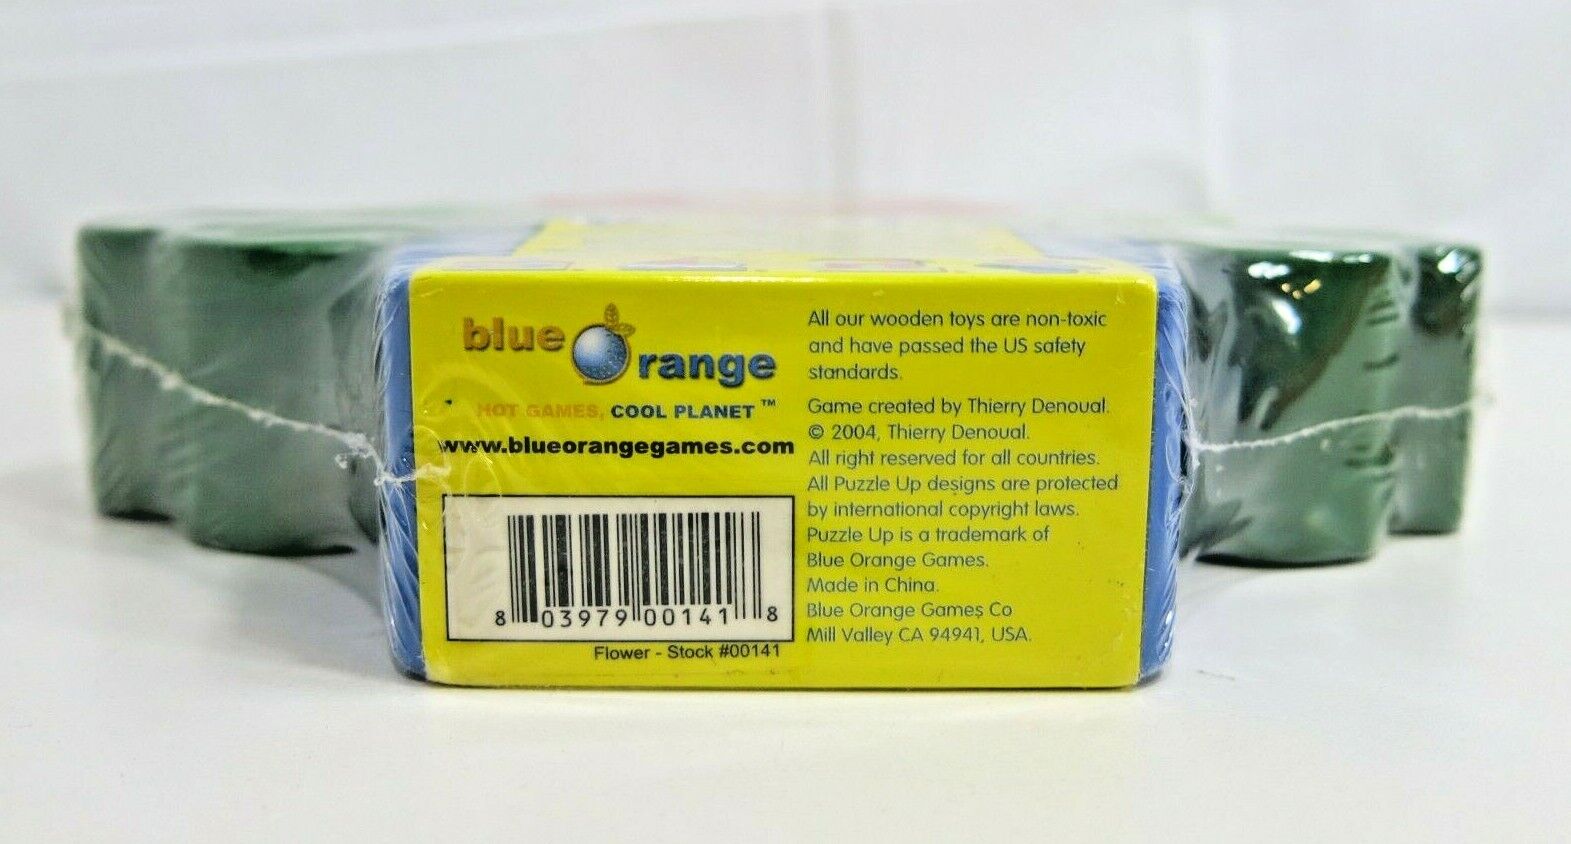 blue Orange
HOT GAMES, COOL PLANET ™
www.blueorangegames.com
8 03979 00141 8
Flower - Stock #00141
All our wooden toys are non-toxic
and have passed the US safety
standards.
Game created by Thierry Denoual.
© 2004, Thierry Denoual.
All right reserved for all countries.
All Puzzle Up designs are protected
by international copyright laws.
Puzzle Up is a trademark of
Blue Orange Games.
Made in China.
Blue Orange Games Co
Mill Valley CA 94941, USA.